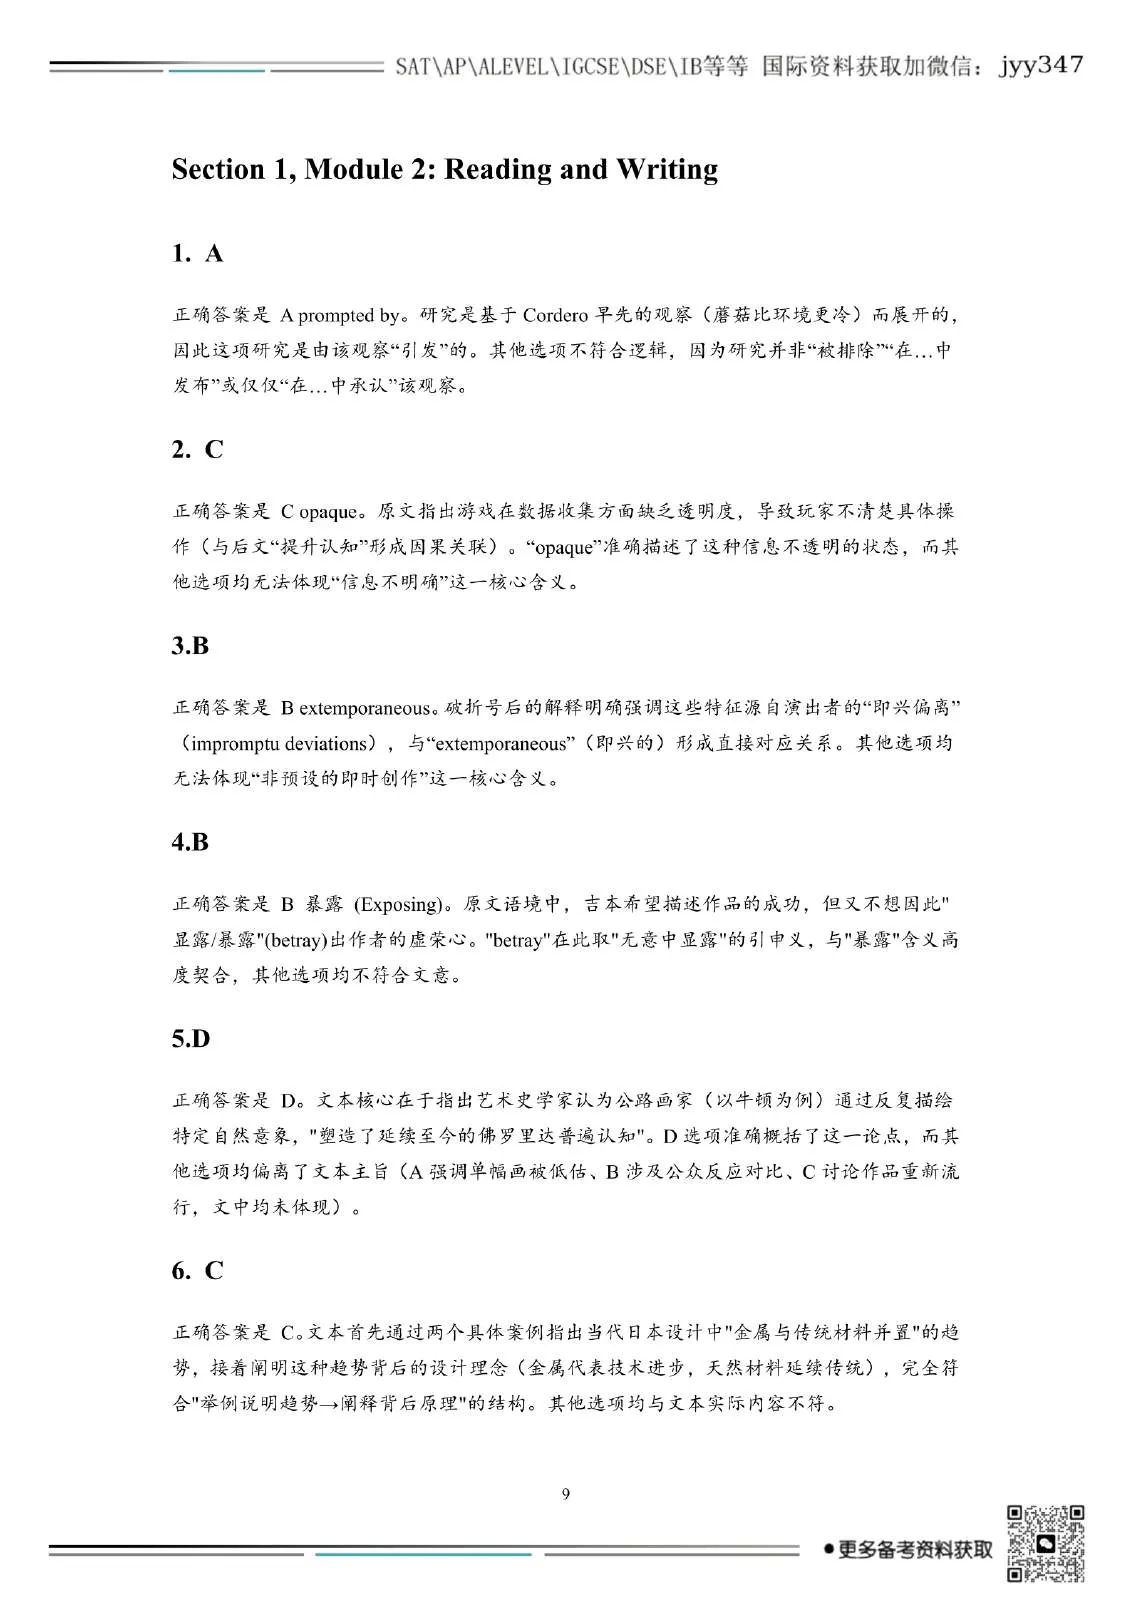 SAT\AP\ALEVEL\IGCSE\DSE\IB等等 国际资料获取加微信：jyy347
Section 1, Module 2: Reading and Writing
1. A
正确答案是 A prompted by。研究是基于 Cordero 早先的观察（蘑菇比环境更冷）而展开的，
因此这项研究是由该观察“引发”的。其他选项不符合逻辑，因为研究并非“被排除”“在…中
发布”或仅仅“在…中承认”该观察。
2. C
正确答案是 C opaque。原文指出游戏在数据收集方面缺乏透明度，导致玩家不清楚具体操
作（与后文“提升认知”形成因果关联）。“opaque”准确描述了这种信息不透明的状态，而其
他选项均无法体现“信息不明确”这一核心含义。
3.B
正确答案是 B extemporaneous。破折号后的解释明确强调这些特征源自演出者的“即兴偏离”
（impromptu deviations），与“extemporaneous”（即兴的）形成直接对应关系。其他选项均
无法体现“非预设的即时创作”这一核心含义。
4.B
正确答案是 B 暴露 (Exposing)。原文语境中，吉本希望描述作品的成功，但又不想因此"
显露/暴露"(betray)出作者的虚荣心。"betray"在此取"无意中显露"的引申义，与"暴露"含义高
度契合，其他选项均不符合文意。
5.D
正确答案是 D。文本核心在于指出艺术史学家认为公路画家（以牛顿为例）通过反复描绘
特定自然意象，"塑造了延续至今的佛罗里达普遍认知"。D 选项准确概括了这一论点，而其
他选项均偏离了文本主旨（A 强调单幅画被低估、B 涉及公众反应对比、C 讨论作品重新流
行，文中均未体现）。
6. C
正确答案是 C。文本首先通过两个具体案例指出当代日本设计中"金属与传统材料并置"的趋
势，接着阐明这种趋势背后的设计理念（金属代表技术进步，天然材料延续传统），完全符
合"举例说明趋势→阐释背后原理"的结构。其他选项均与文本实际内容不符。
9
●更多备考资料获取